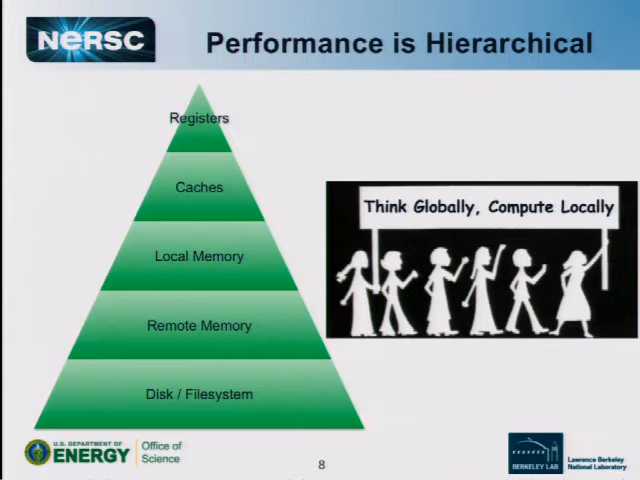 NERSC
Performance is Hierarchical
Registers
Caches
Local Memory
Remote Memory
Disk / Filesystem
Think Globally, Compute Locally
U.S. DEPARTMENT OF
ENERGY
Office of
Science
8
BERKELEY LAB
Lawrence Berkeley
National Laboratory